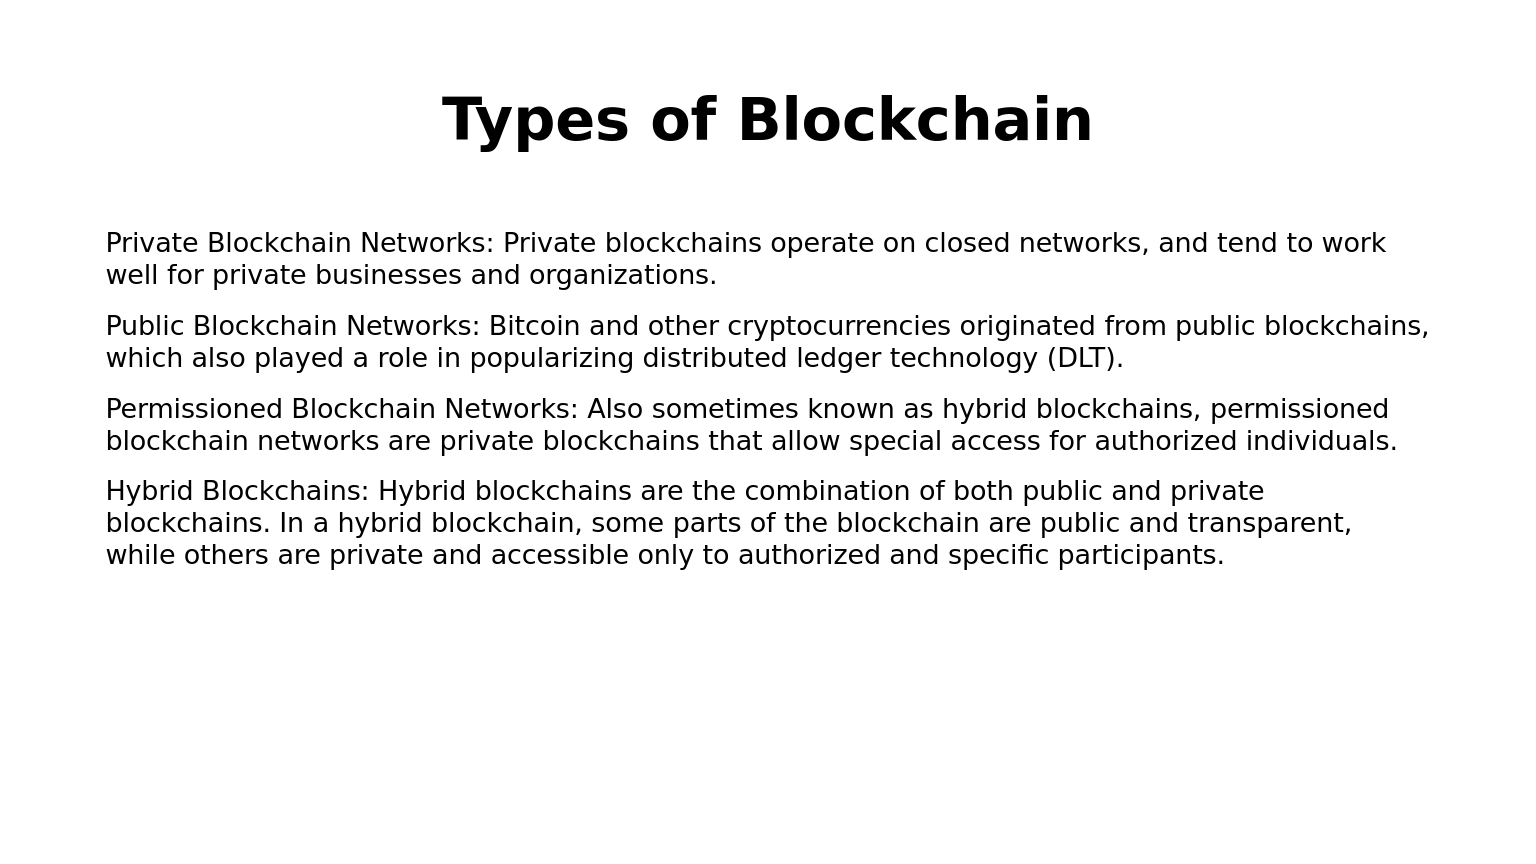 Types of Blockchain
Private Blockchain Networks: Private blockchains operate on closed networks, and tend to work
well for private businesses and organizations.
Public Blockchain Networks: Bitcoin and other cryptocurrencies originated from public blockchains,
which also played a role in popularizing distributed ledger technology (DLT).
Permissioned Blockchain Networks: Also sometimes known as hybrid blockchains, permissioned
blockchain networks are private blockchains that allow special access for authorized individuals.
Hybrid Blockchains: Hybrid blockchains are the combination of both public and private
blockchains. In a hybrid blockchain, some parts of the blockchain are public and transparent,
while others are private and accessible only to authorized and specific participants.